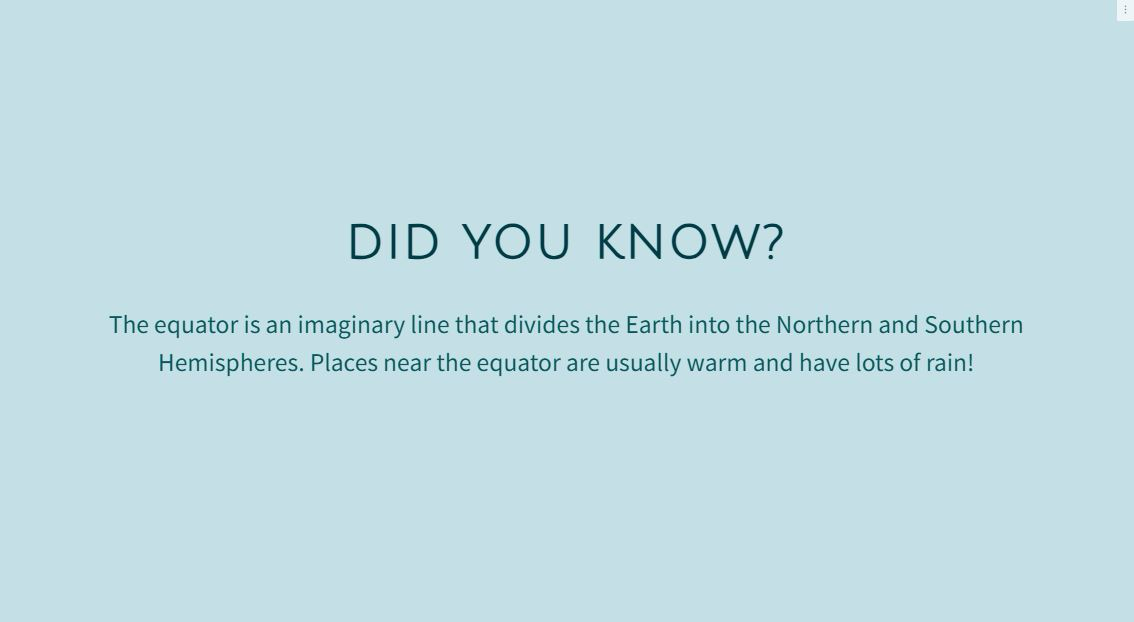 DID YOU KNOW?
The equator is an imaginary line that divides the Earth into the Northern and Southern
Hemispheres. Places near the equator are usually warm and have lots of rain!